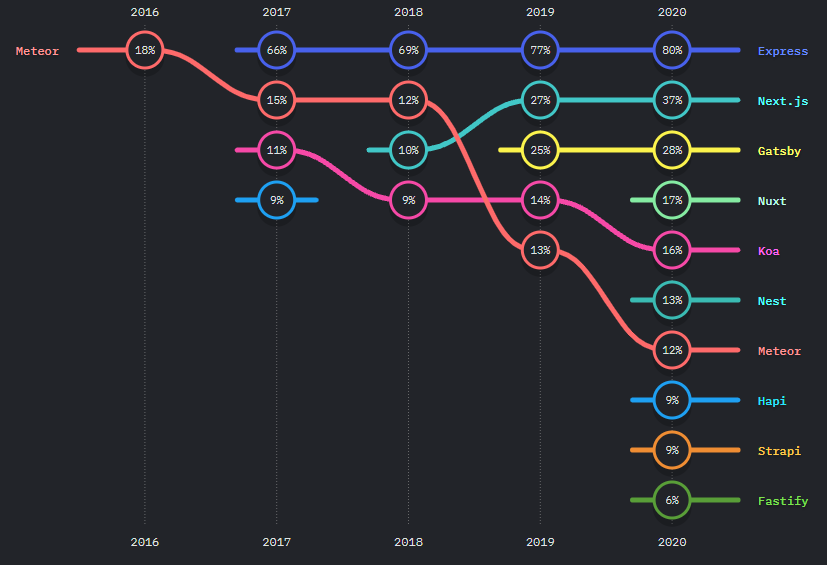 2016 2017 2018 2019 2020
Meteor 18% 66% 69% 77% 80% Express
15% 12% 27% 37% Next.js
11% 10% 25% 28% Gatsby
9% 9% 14% 17% Nuxt
13% 16% Koa
13% Nest
12% Meteor
9% Hapi
9% Strapi
6% Fastify
2016 2017 2018 2019 2020